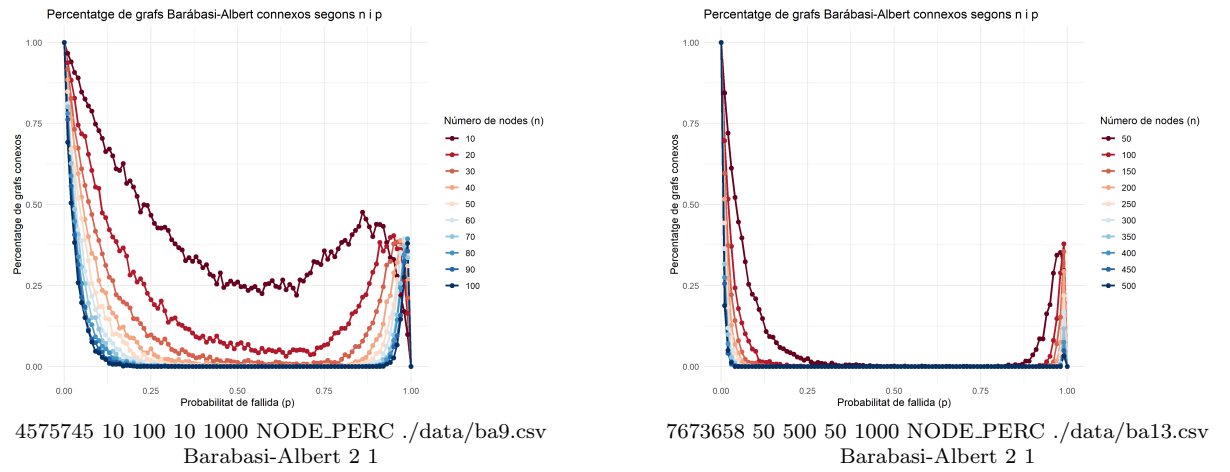 Percentatge de grafs Barábasi-Albert connexos segons n i p
1.00
0.75
0.50
0.25
0.00
Percentatge de grafs connexos
0.00 0.25 0.50 0.75 1.00
Probabilitat de fallida (p)
Número de nodes (n)
10
20
30
40
50
60
70
80
90
100
4575745 10 100 10 1000 NODE_PERC ./data/ba9.csv
Barabasi-Albert 2 1
Percentatge de grafs Barábasi-Albert connexos segons n i p
1.00
0.75
0.50
0.25
0.00
Percentatge de grafs connexos
0.00 0.25 0.50 0.75 1.00
Probabilitat de fallida (p)
Número de nodes (n)
50
100
150
200
250
300
350
400
450
500
7673658 50 500 50 1000 NODE_PERC ./data/ba13.csv
Barabasi-Albert 2 1